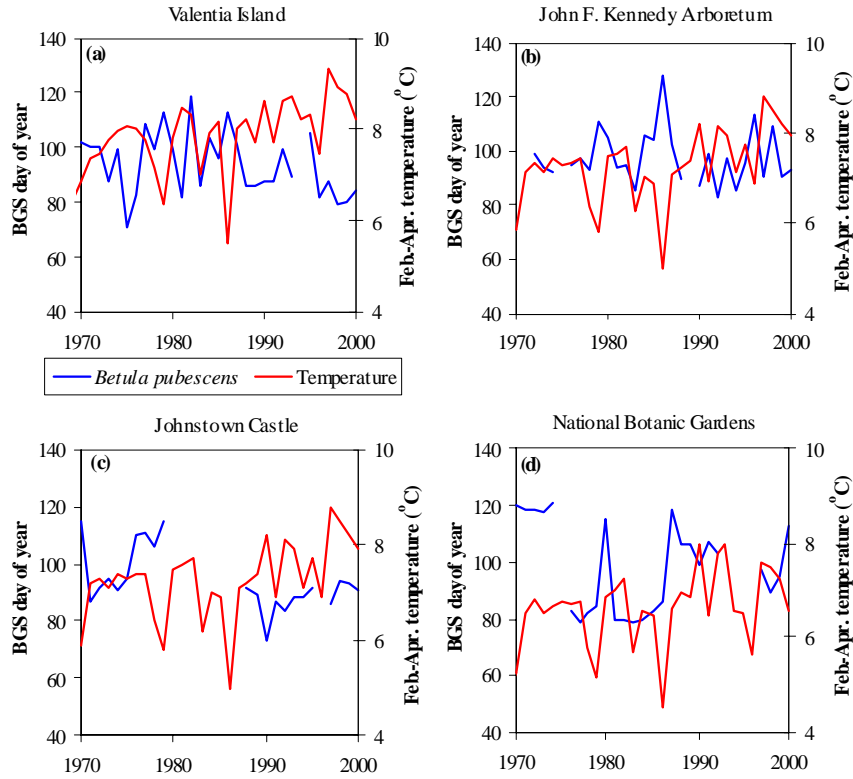 Valentia Island
(a)
BGS day of year
140
120
100
80
60
40
10
8
6
4
Feb.-Apr. temperature (°C)
1970 1980 1990 2000
John F. Kennedy Arboretum
(b)
BGS day of year
140
120
100
80
60
40
10
8
6
4
Feb.-Apr. temperature (°C)
1970 1980 1990 2000
Betula pubescens Temperature
Johnstown Castle
(c)
BGS day of year
140
120
100
80
60
40
10
8
6
4
Feb.-Apr. temperature (°C)
1970 1980 1990 2000
National Botanic Gardens
(d)
BGS day of year
140
120
100
80
60
40
10
8
6
4
Feb.-Apr. temperature (°C)
1970 1980 1990 2000